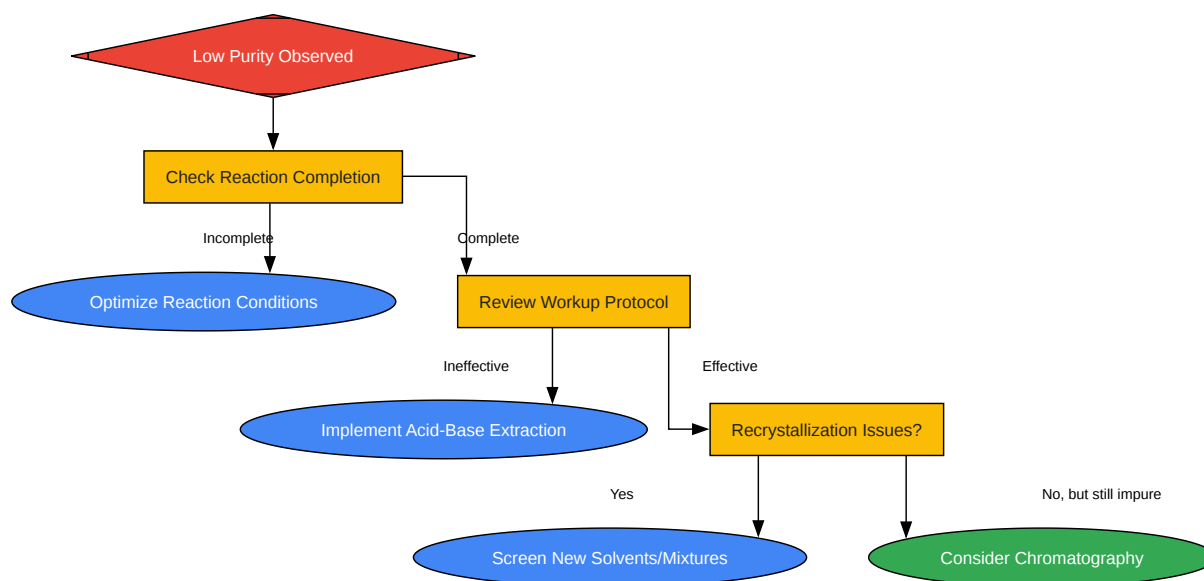 Low Purity Observed
Check Reaction Completion
Incomplete
Complete
Optimize Reaction Conditions
Review Workup Protocol
Ineffective
Effective
Implement Acid-Base Extraction
Recrystallization Issues?
Yes
No, but still impure
Screen New Solvents/Mixtures
Consider Chromatography